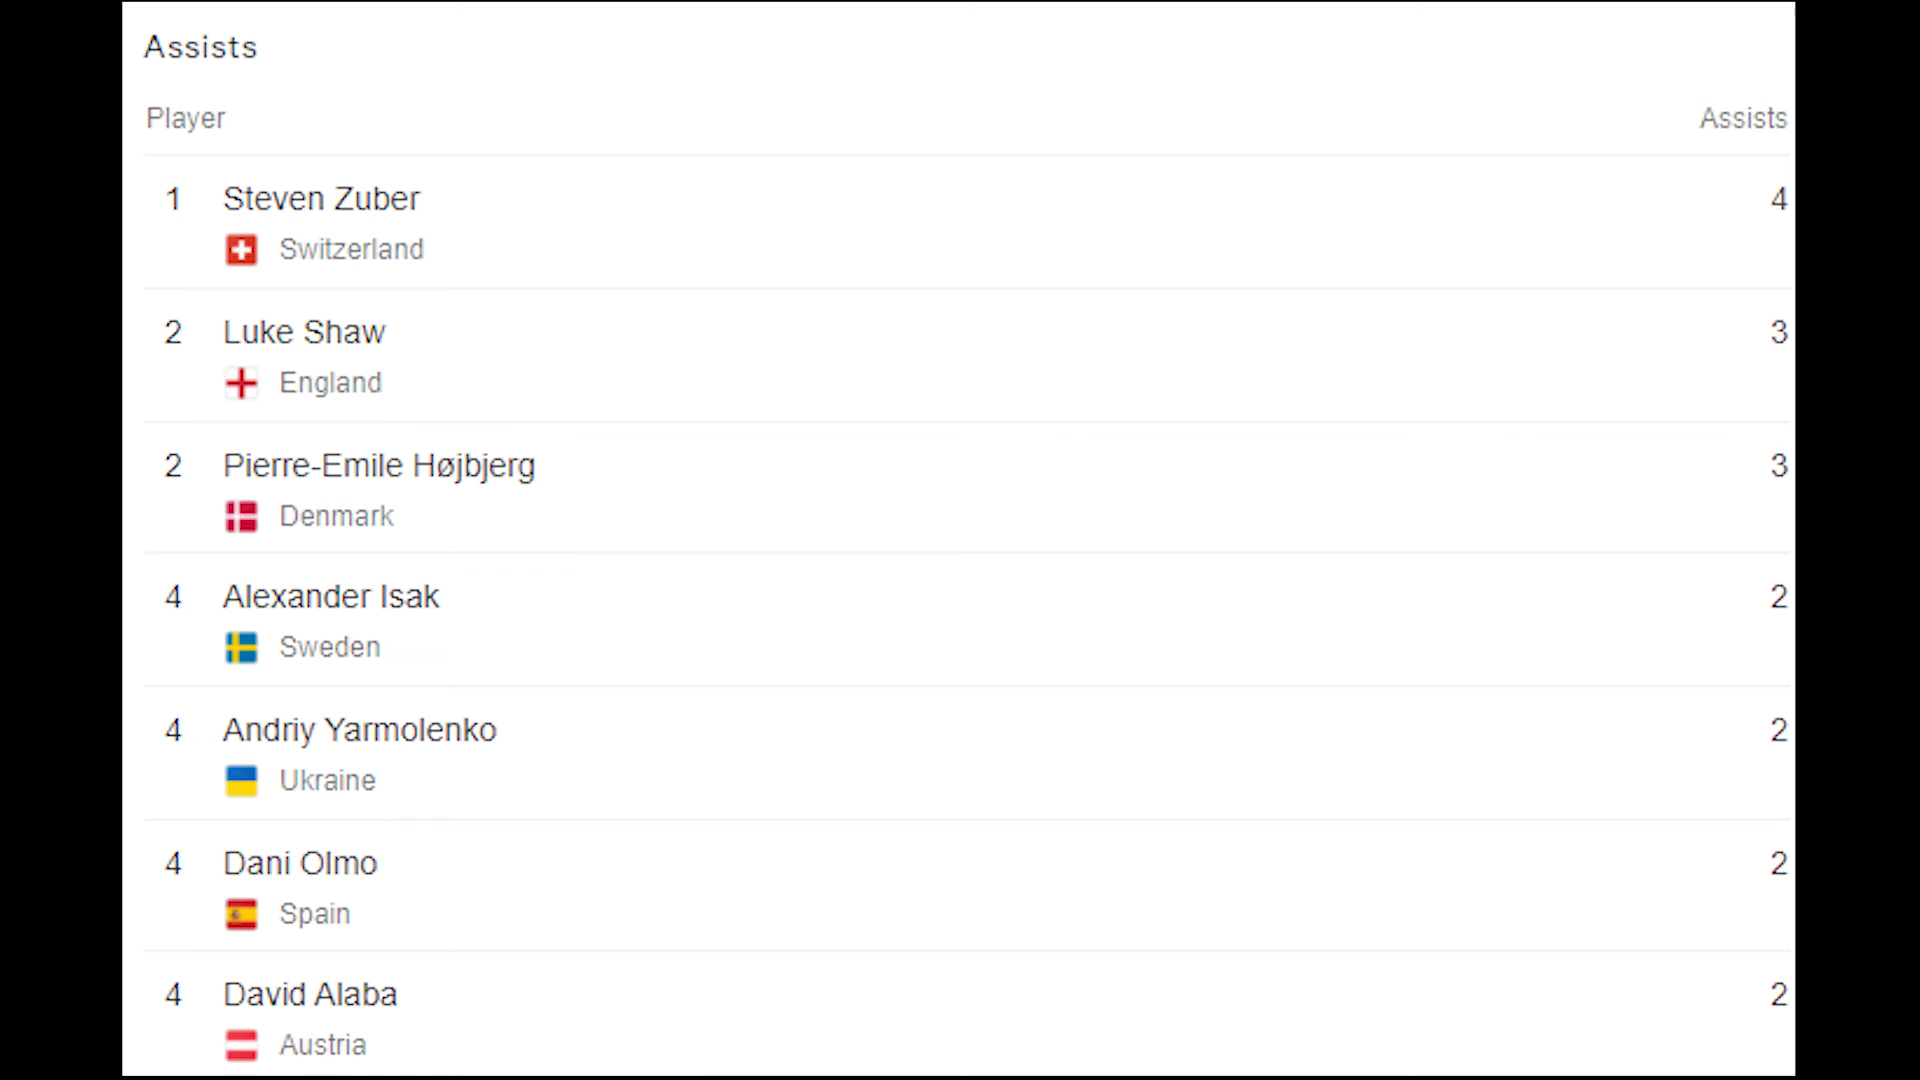 Assists
Player Assists
1 Steven Zuber 4
Switzerland
2 Luke Shaw 3
England
2 Pierre-Emile Højbjerg 3
Denmark
4 Alexander Isak 2
Sweden
4 Andriy Yarmolenko 2
Ukraine
4 Dani Olmo 2
Spain
4 David Alaba 2
Austria